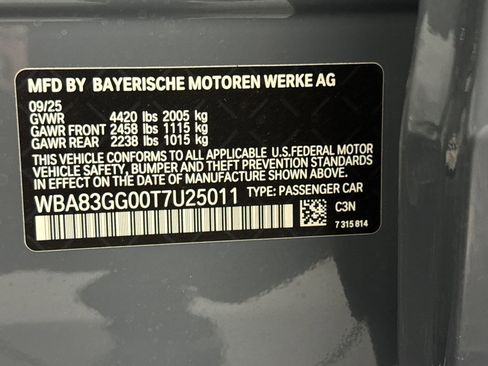 MFD BY BAYERISCHE MOTOREN WERKE AG
09/25
GVWR 4420 lbs 2005 kg
GAWR FRONT 2458 lbs 1115 kg
GAWR REAR 2238 lbs 1015 kg
THIS VEHICLE CONFORMS TO ALL APPLICABLE U.S.FEDERAL MOTOR
VEHICLE SAFETY, BUMPER AND THEFT PREVENTION STANDARDS IN
EFFECT ON THE DATE OF MANUFACTURE SHOWN ABOVE.
WBA83GG00T7U25011 TYPE: PASSENGER CAR
C3N
7 315 814